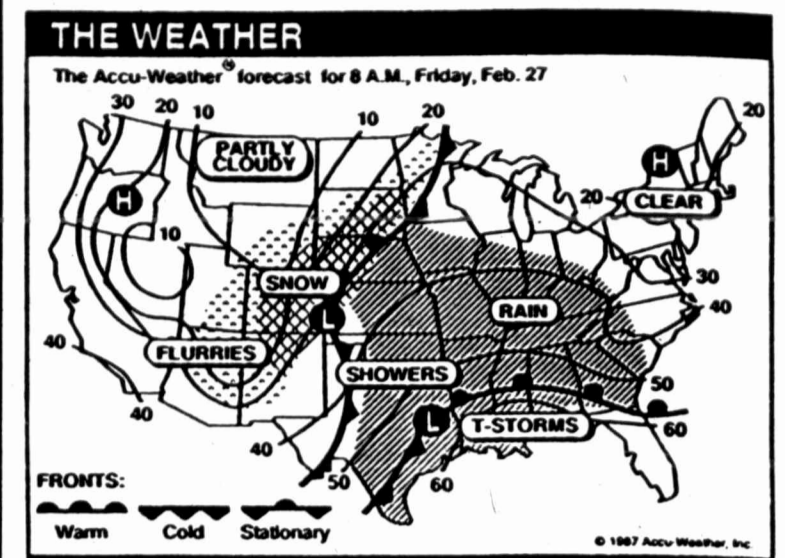 THE WEATHER
The Accu-Weather® forecast for 8 A.M., Friday, Feb. 27
30 20 10 10 20 20
PARTLY
CLOUDY
H
H
20 CLEAR
10
SNOW
30
RAIN
40
L
40
FLURRIES
SHOWERS
50
40
L
T-STORMS
60
40
50
60
FRONTS:
Warm Cold Stationary
© 1987 Accu-Weather, Inc.